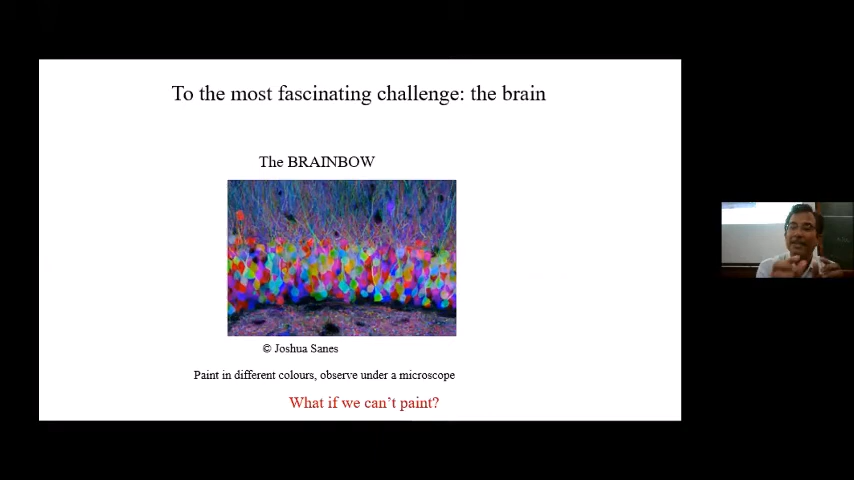 To the most fascinating challenge: the brain
The BRAINBOW
© Joshua Sanes
Paint in different colours, observe under a microscope
What if we can't paint?